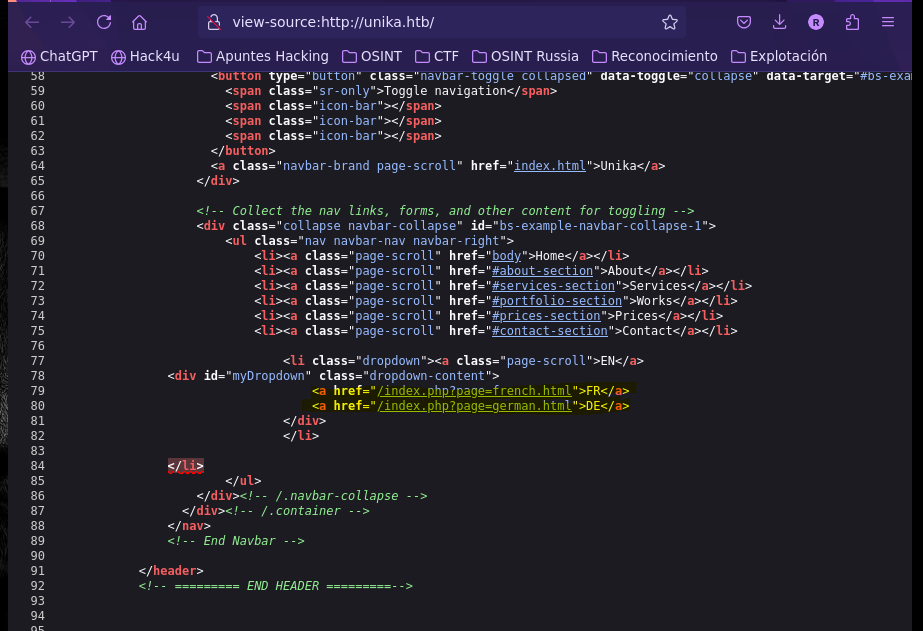 view-source:http://unika.htb/
R
ChatGPT Hack4u Apuntes Hacking OSINT CTF OSINT Russia Reconocimiento Explotación
58 <button type="button" class="navbar-toggle collapsed" data-toggle="collapse" data-target="#bs-exam
59 <span class="sr-only">Toggle navigation</span>
60 <span class="icon-bar"></span>
61 <span class="icon-bar"></span>
62 <span class="icon-bar"></span>
63 </button>
64 <a class="navbar-brand page-scroll" href="index.html">Unika</a>
65 </div>
66
67 <!-- Collect the nav links, forms, and other content for toggling -->
68 <div class="collapse navbar-collapse" id="bs-example-navbar-collapse-1">
69 <ul class="nav navbar-nav navbar-right">
70 <li><a class="page-scroll" href="body">Home</a></li>
71 <li><a class="page-scroll" href="#about-section">About</a></li>
72 <li><a class="page-scroll" href="#services-section">Services</a></li>
73 <li><a class="page-scroll" href="#portfolio-section">Works</a></li>
74 <li><a class="page-scroll" href="#prices-section">Prices</a></li>
75 <li><a class="page-scroll" href="#contact-section">Contact</a></li>
76
77 <li class="dropdown"><a class="page-scroll">EN</a>
78 <div id="myDropdown" class="dropdown-content">
79 <a href="/index.php?page=french.html">FR</a>
80 <a href="/index.php?page=german.html">DE</a>
81 </div>
82 </li>
83
84 </li>
85 </ul>
86 </div><!-- /.navbar-collapse -->
87 </div><!-- /.container -->
88 </nav>
89 <!-- End Navbar -->
90
91 </header>
92 <!-- ========= END HEADER =========-->
93
94
95